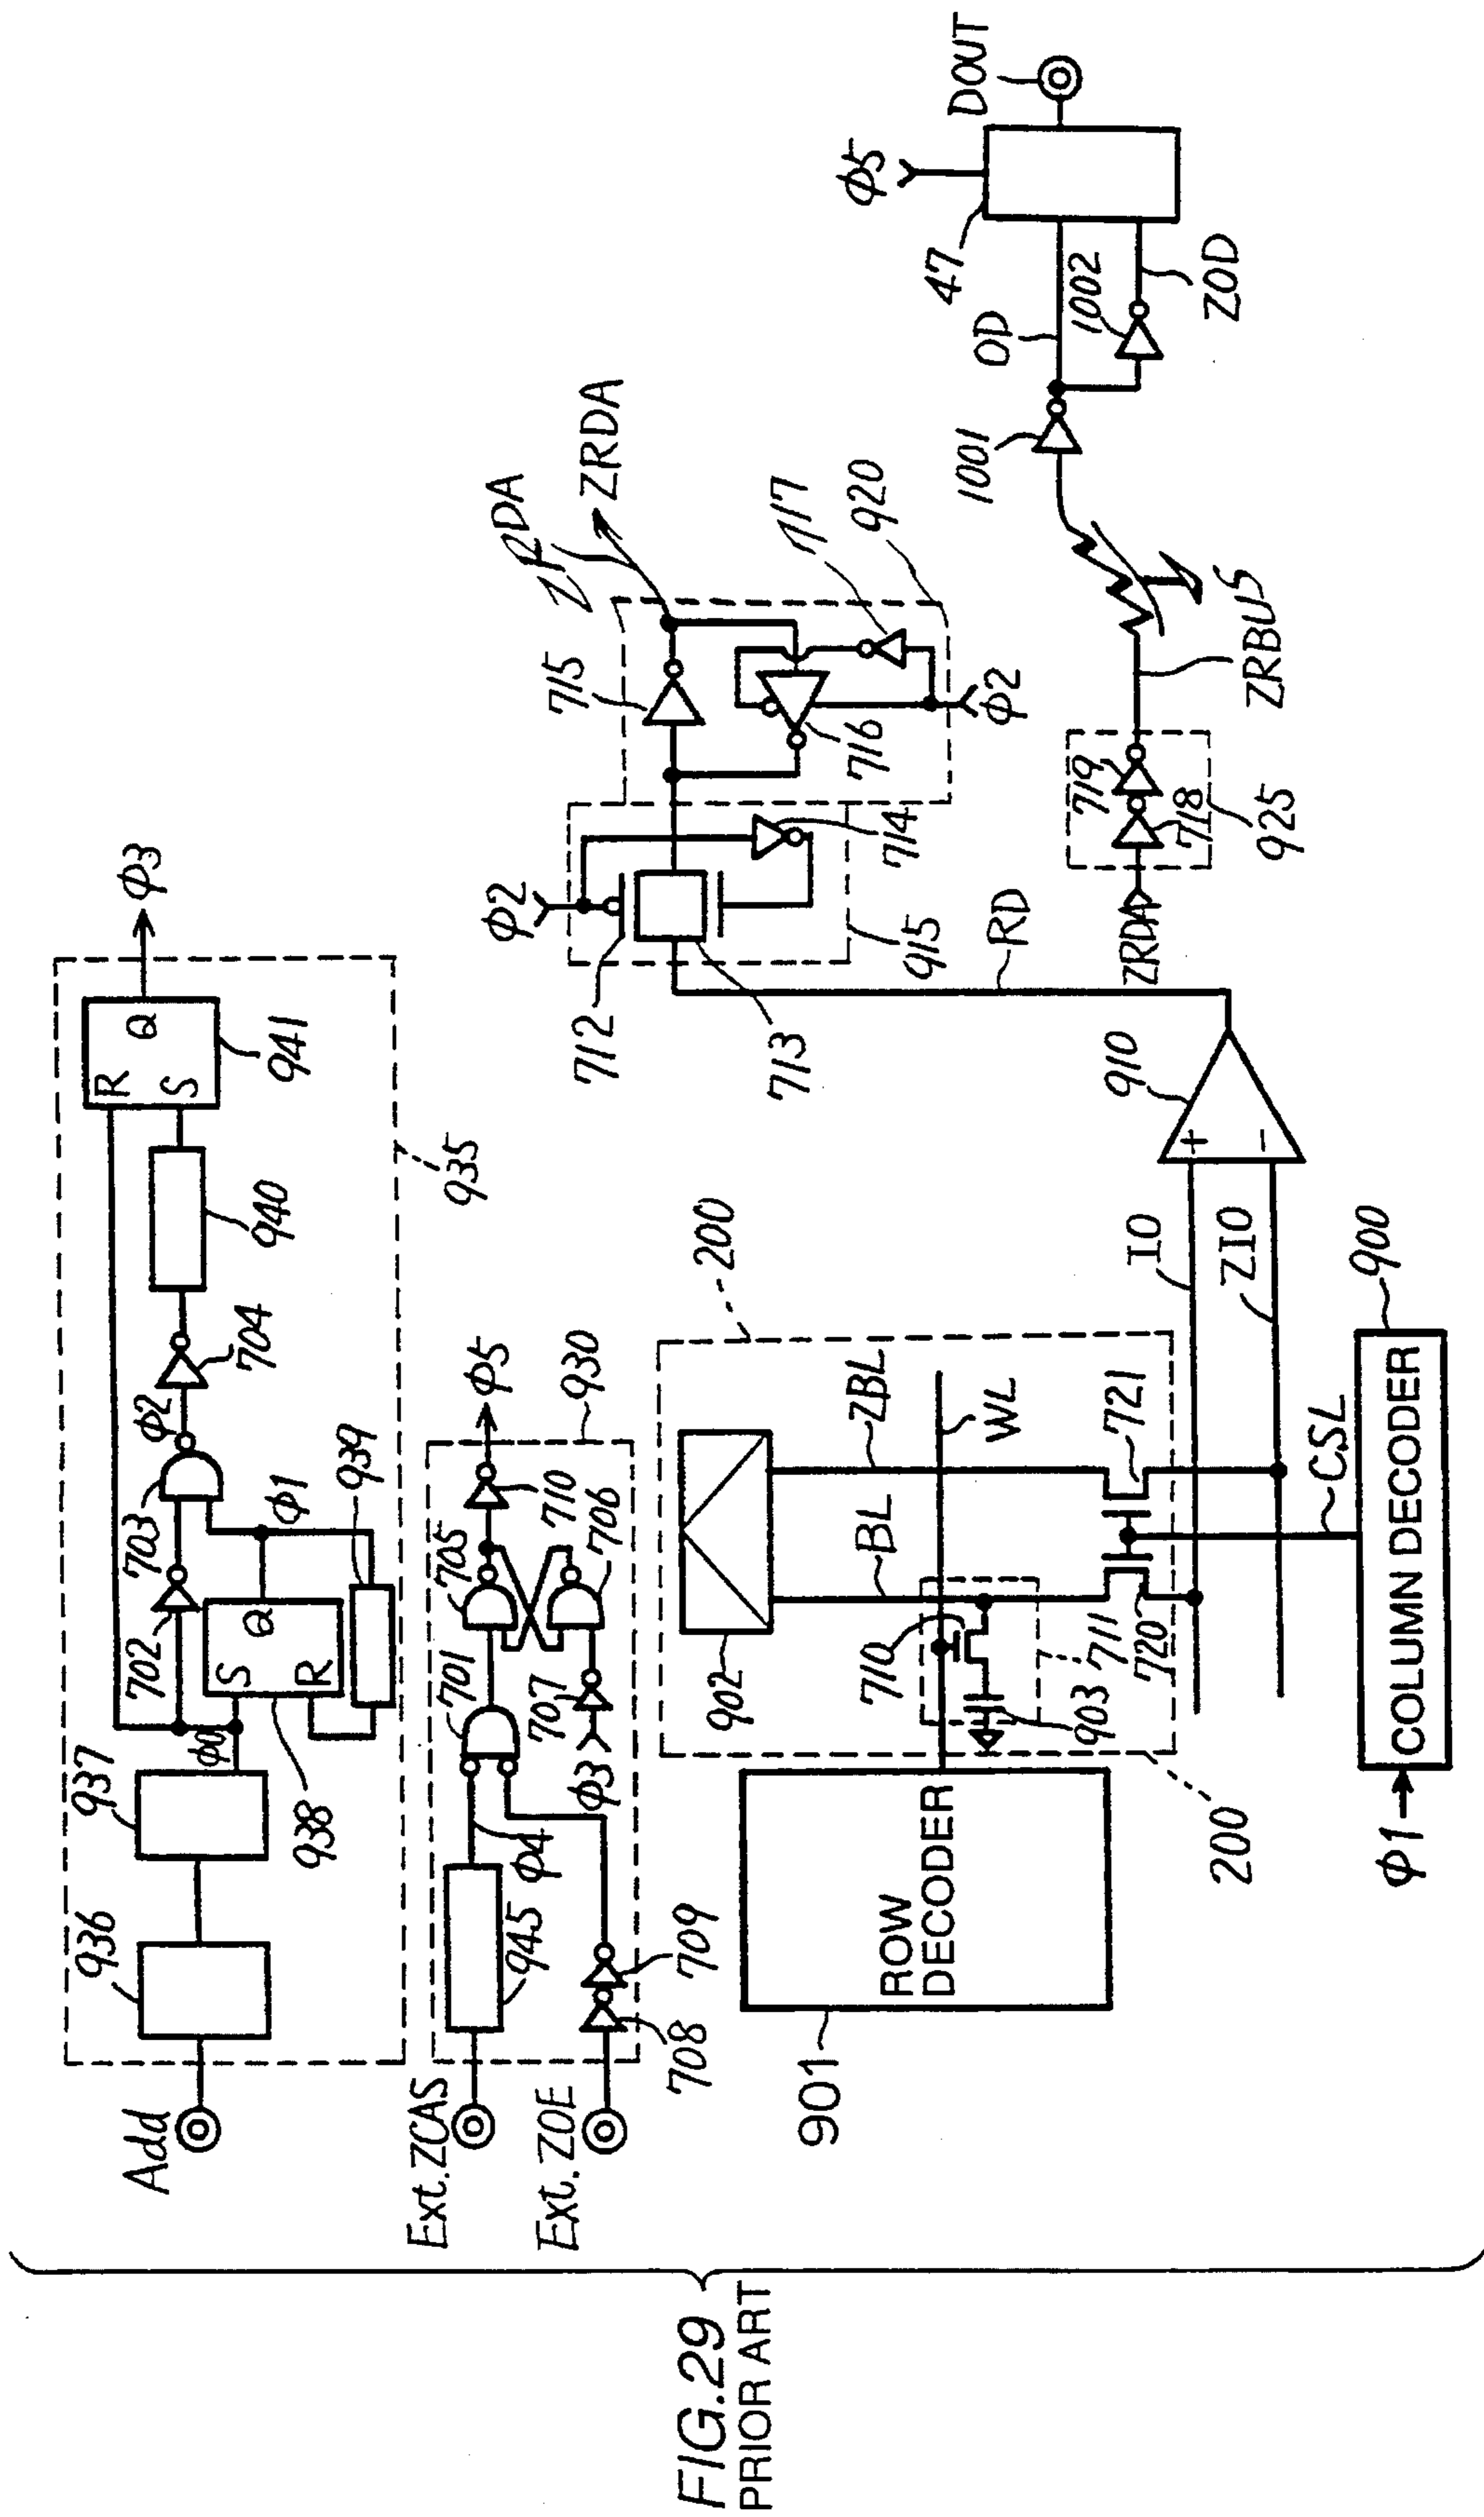 FIG.29
PRIOR ART
Add
936
937
φ0
702
703
φ2
704
940
R
Q
S
941
φ3
S
Q
R
938
φ1
939
935
Ext.ZCAS
945
φ4
701
705
φ5
710
706
707
φ3
930
Ext.ZOE
708
709
φ2
712
713
714
915
715
ZRDA
ZRDA
716
717
920
φ2
RD
φ5
47
DOUT
OD
1001
1002
ZOD
ZRDA
718
719
925
ZRBUS
200
902
BL
ZBL
WL
710
711
903
720
721
901
ROW
DECODER
200
IO
ZIO
+
−
910
CSL
φ1
COLUMN DECODER
900